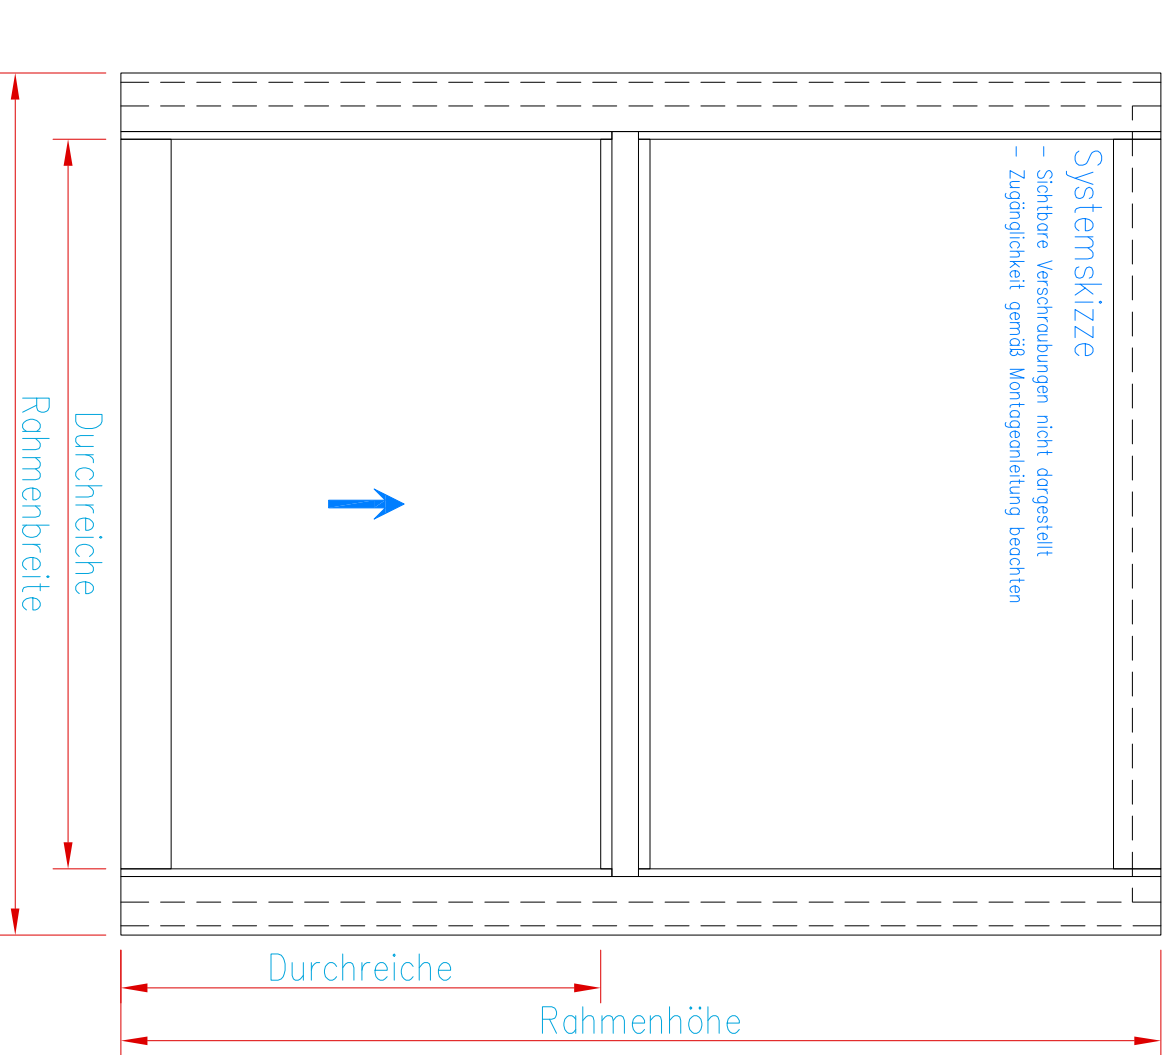 Systemskizze
- Sichtbare Verschraubungen nicht dargestellt
- Zugänglichkeit gemäß Montageanleitung beachten
Durchreiche
Rahmenbreite
Durchreiche
Rahmenhöhe